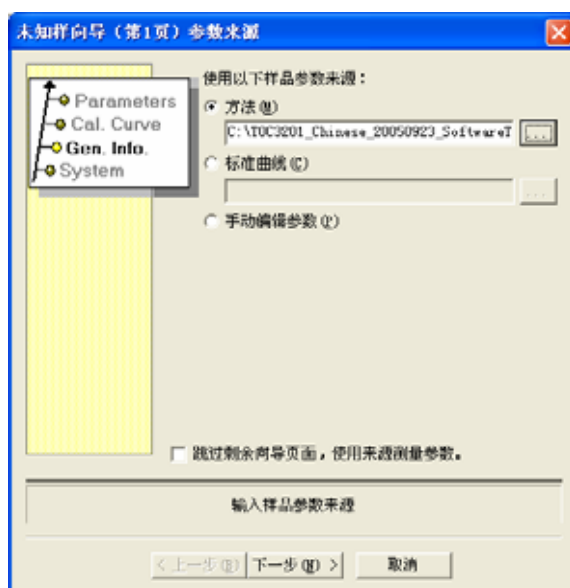 未知样向导（第1页）参数来源
Parameters
Cal. Curve
Gen. Info.
System
使用以下样品参数来源：
方法(M)
C:\TOC3201_Chinese_20050923_SoftwareT
...
标准曲线(C)
...
手动编辑参数(P)
跳过剩余向导页面，使用来源测量参数。
输入样品参数来源
< 上一步(B)
下一步(N) >
取消